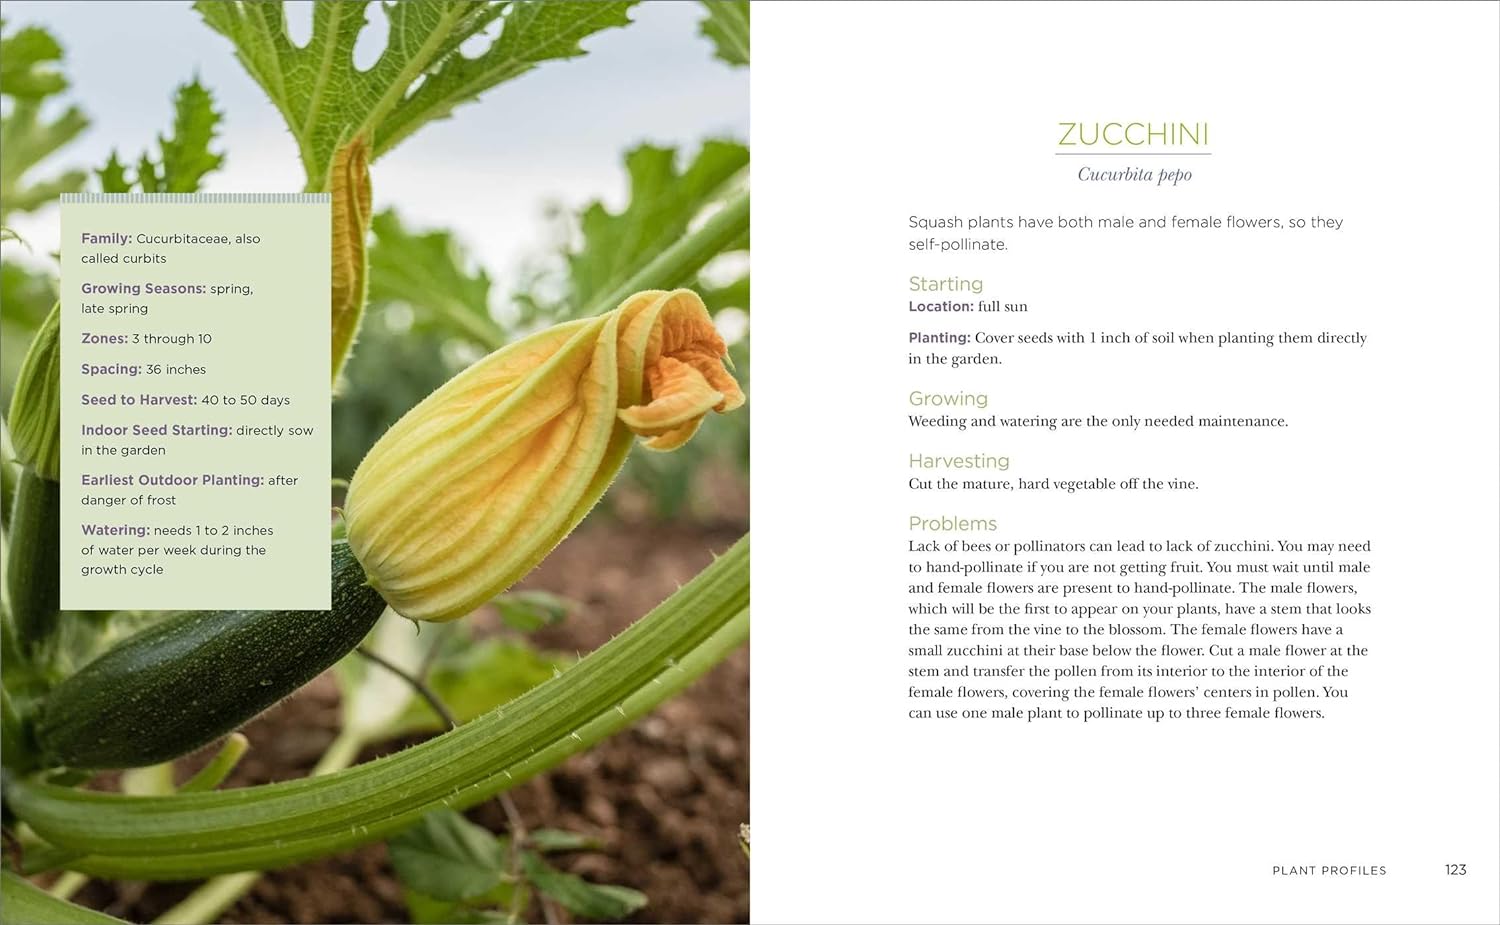 Family: Cucurbitaceae, also
called curbits
Growing Seasons: spring,
late spring
Zones: 3 through 10
Spacing: 36 inches
Seed to Harvest: 40 to 50 days
Indoor Seed Starting: directly sow
in the garden
Earliest Outdoor Planting: after
danger of frost
Watering: needs 1 to 2 inches
of water per week during the
growth cycle
ZUCCHINI
Cucurbita pepo
Squash plants have both male and female flowers, so they
self-pollinate.
Starting
Location: full sun
Planting: Cover seeds with 1 inch of soil when planting them directly
in the garden.
Growing
Weeding and watering are the only needed maintenance.
Harvesting
Cut the mature, hard vegetable off the vine.
Problems
Lack of bees or pollinators can lead to lack of zucchini. You may need
to hand-pollinate if you are not getting fruit. You must wait until male
and female flowers are present to hand-pollinate. The male flowers,
which will be the first to appear on your plants, have a stem that looks
the same from the vine to the blossom. The female flowers have a
small zucchini at their base below the flower. Cut a male flower at the
stem and transfer the pollen from its interior to the interior of the
female flowers, covering the female flowers’ centers in pollen. You
can use one male plant to pollinate up to three female flowers.
PLANT PROFILES 123